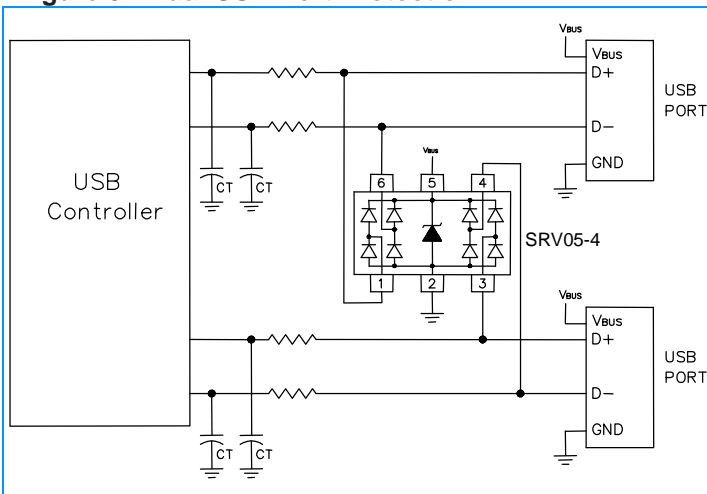 VBUS
VBUS
D+
D−
GND
USB
PORT
USB
Controller
CT
CT
VBUS
6
5
4
SRV05-4
1
2
3
VBUS
VBUS
D+
D−
GND
USB
PORT
CT
CT